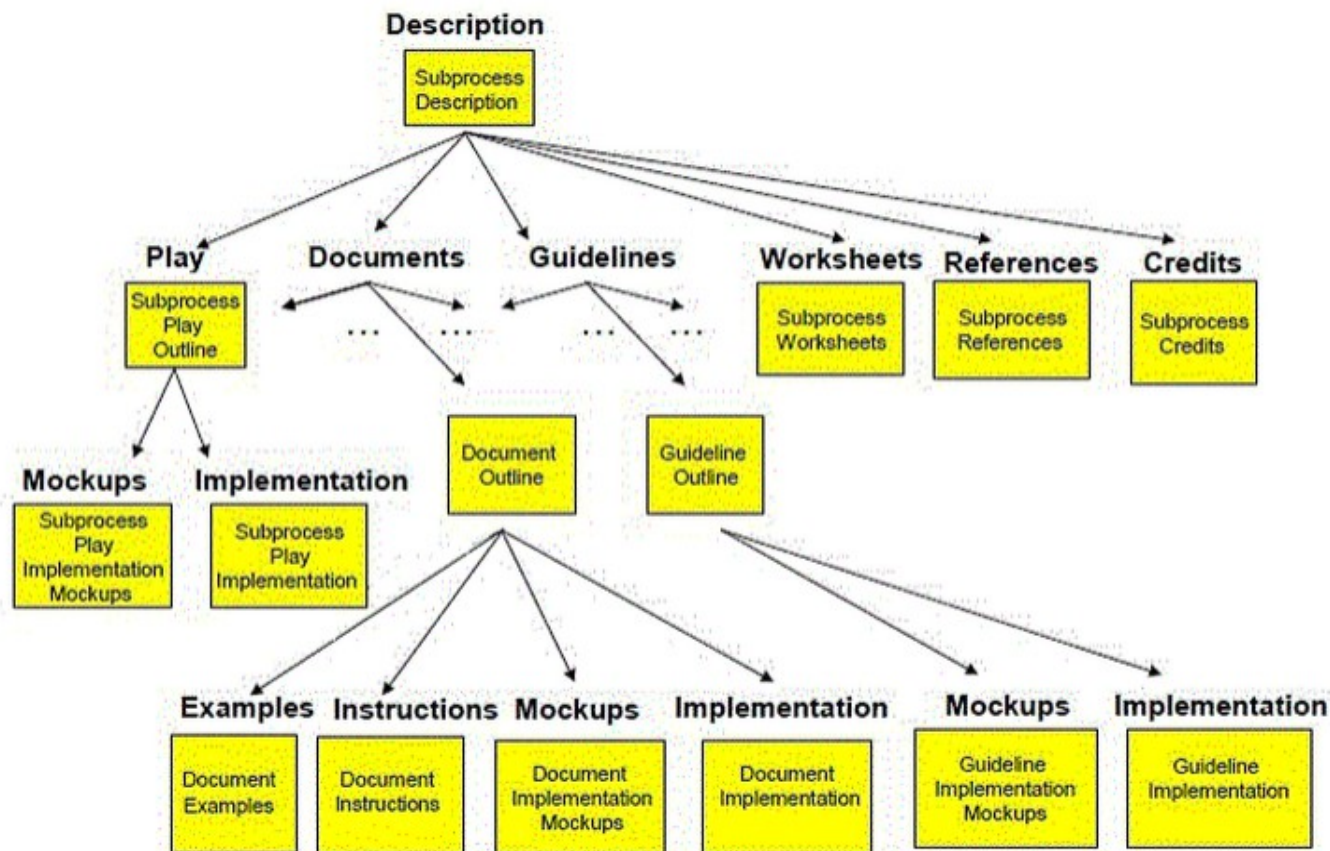 Description
Subprocess
Description
Play
Documents
Guidelines
Worksheets
References
Credits
Subprocess
Play
Outline
... ...
... ...
Subprocess
Worksheets
Subprocess
References
Subprocess
Credits
Document
Outline
Guideline
Outline
Mockups
Implementation
Subprocess
Play
Implementation
Mockups
Subprocess
Play
Implementation
Examples
Instructions
Mockups
Implementation
Mockups
Implementation
Document
Examples
Document
Instructions
Document
Implementation
Mockups
Document
Implementation
Guideline
Implementation
Mockups
Guideline
Implementation